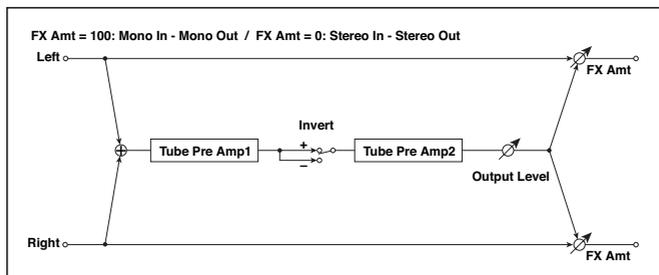 FX Amt = 100: Mono In - Mono Out / FX Amt = 0: Stereo In - Stereo Out
Left
FX Amt
Invert
+
Tube Pre Amp1
Tube Pre Amp2
−
Output Level
Right
FX Amt